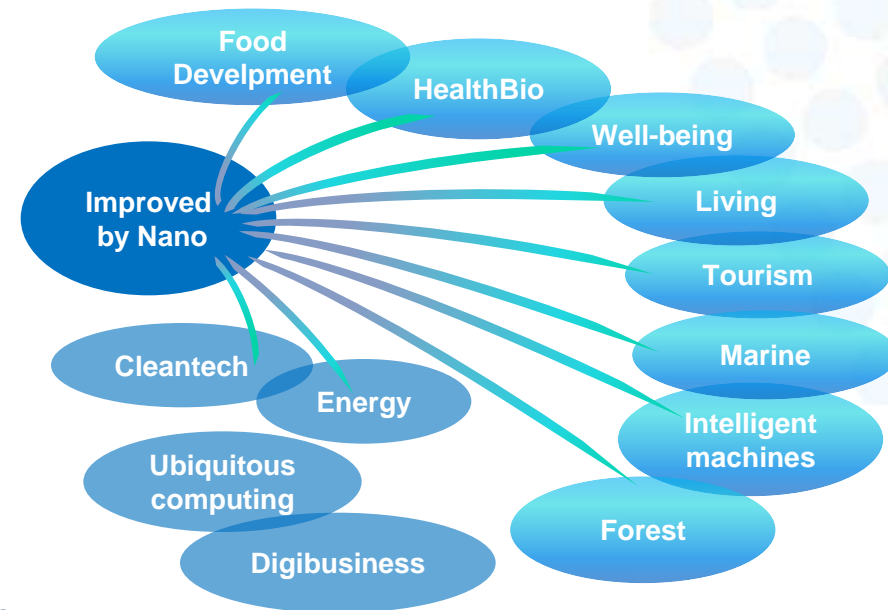 Food
Develpment
HealthBio
Well-being
Improved
by Nano
Living
Tourism
Marine
Cleantech
Energy
Intelligent
machines
Ubiquitous
computing
Forest
Digibusiness